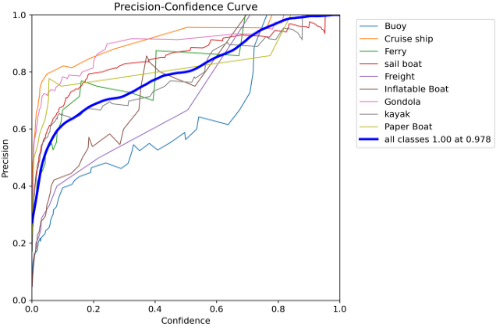 Precision-Confidence Curve
1.0
0.8
0.6
0.4
0.2
0.0
Precision
0.0 0.2 0.4 0.6 0.8 1.0
Confidence
Buoy
Cruise ship
Ferry
sail boat
Freight
Inflatable Boat
Gondola
kayak
Paper Boat
all classes 1.00 at 0.978